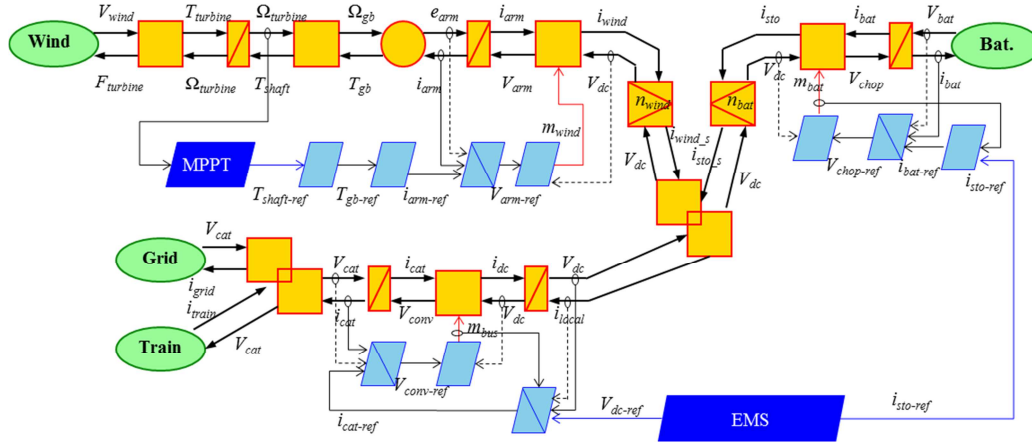 V_wind T_turbine Ω_turbine Ω_gb e_arm i_arm i_wind i_sto i_bat V_bat
Wind Bat.
F_turbine Ω_turbine T_shaft T_gb i_arm V_arm V_dc V_dc m_bat V_chop i_bat
n_wind n_bat
m_wind
MPPT
i_wind_s
i_sto_s
V_dc V_dc
V_chop-ref i_bat-ref i_sto-ref
T_shaft-ref T_gb-ref i_arm-ref V_arm-ref
V_cat
Grid
V_cat i_cat i_dc V_dc
i_grid
i_train
i_cat V_conv m_bus V_dc i_local
Train
V_cat
V_conv-ref
i_cat-ref
V_dc-ref EMS i_sto-ref